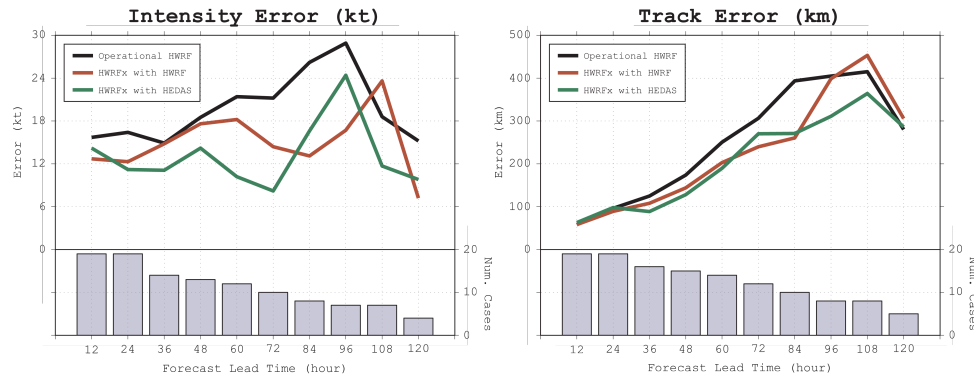 Intensity Error (kt)
30
24
18
12
6
0
Error (kt)
Operational HWRF
HWRFx with HWRF
HWRFx with HEDAS
20
10
0
Num. Cases
12 24 36 48 60 72 84 96 108 120
Forecast Lead Time (hour)
Track Error (km)
500
400
300
200
100
0
Error (km)
Operational HWRF
HWRFx with HWRF
HWRFx with HEDAS
20
10
0
Num. Cases
12 24 36 48 60 72 84 96 108 120
Forecast Lead Time (hour)